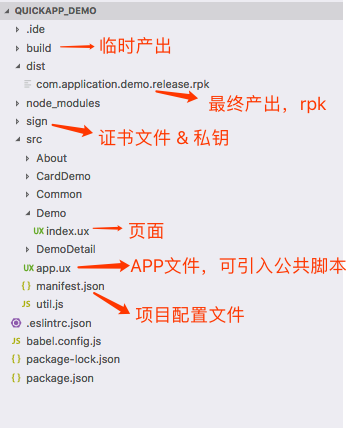 QUICKAPP_DEMO
.ide
build 临时产出
dist
com.application.demo.release.rpk
node_modules 最终产出，rpk
sign
src 证书文件 & 私钥
About
CardDemo
Common
Demo
UX index.ux 页面
DemoDetail
UX app.ux APP文件，可引入公共脚本
{ } manifest.json
JS util.js 项目配置文件
.eslintrc.json
JS babel.config.js
{ } package-lock.json
{ } package.json